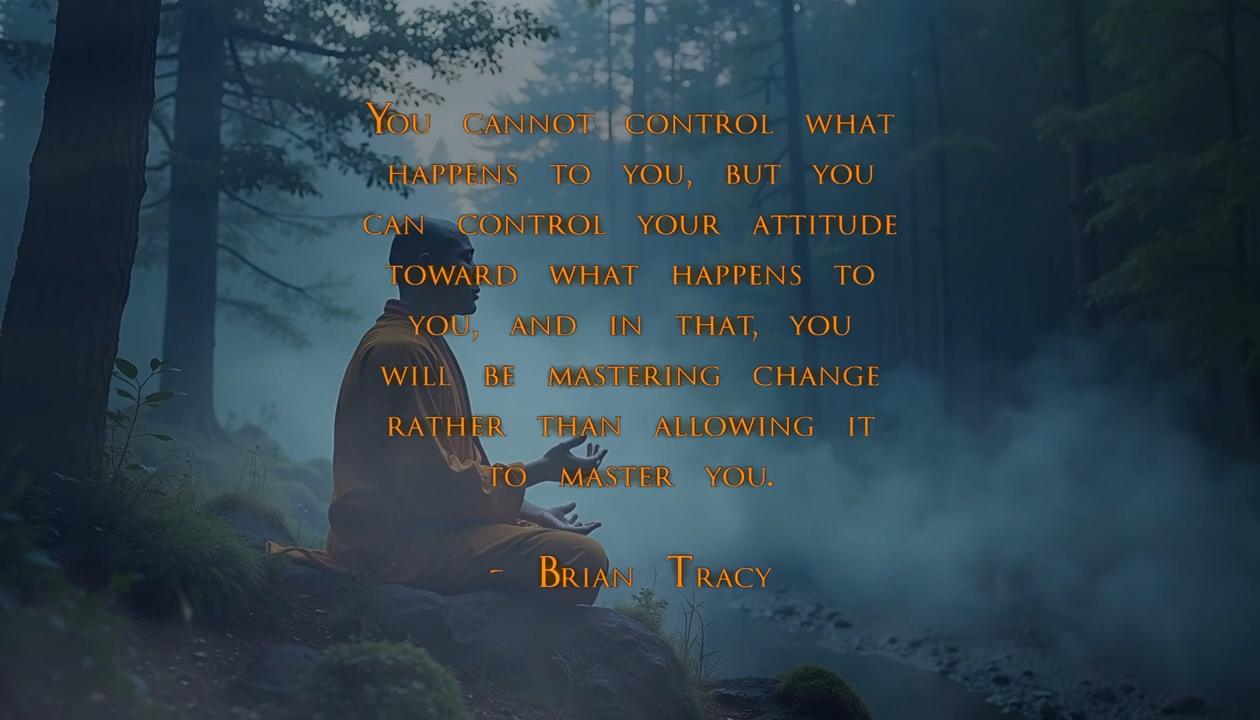 You cannot control what
happens to you, but you
can control your attitude
toward what happens to
you, and in that, you
will be mastering change
rather than allowing it
to master you.
- Brian Tracy